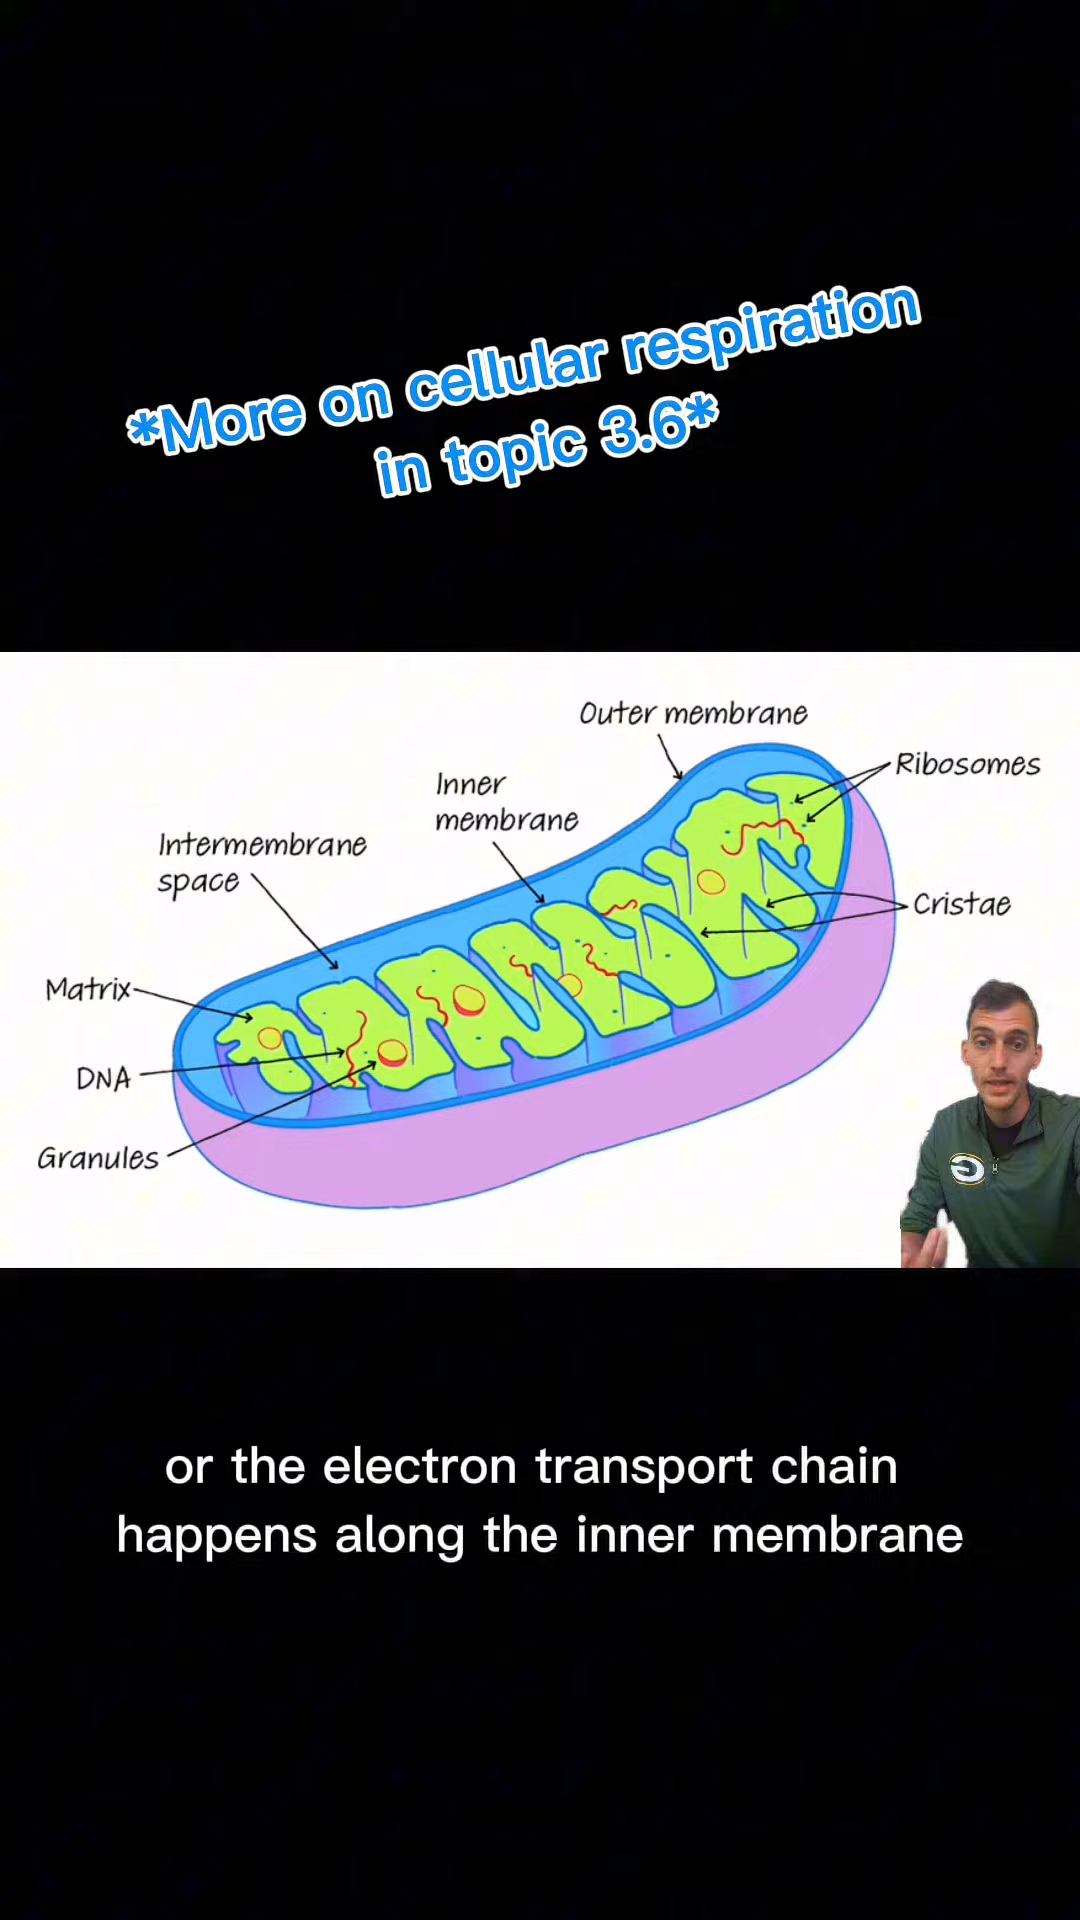 *More on cellular respiration
in topic 3.6*
Outer membrane
Ribosomes
Inner
membrane
Intermembrane
space
Cristae
Matrix
DNA
Granules
G
or the electron transport chain
happens along the inner membrane